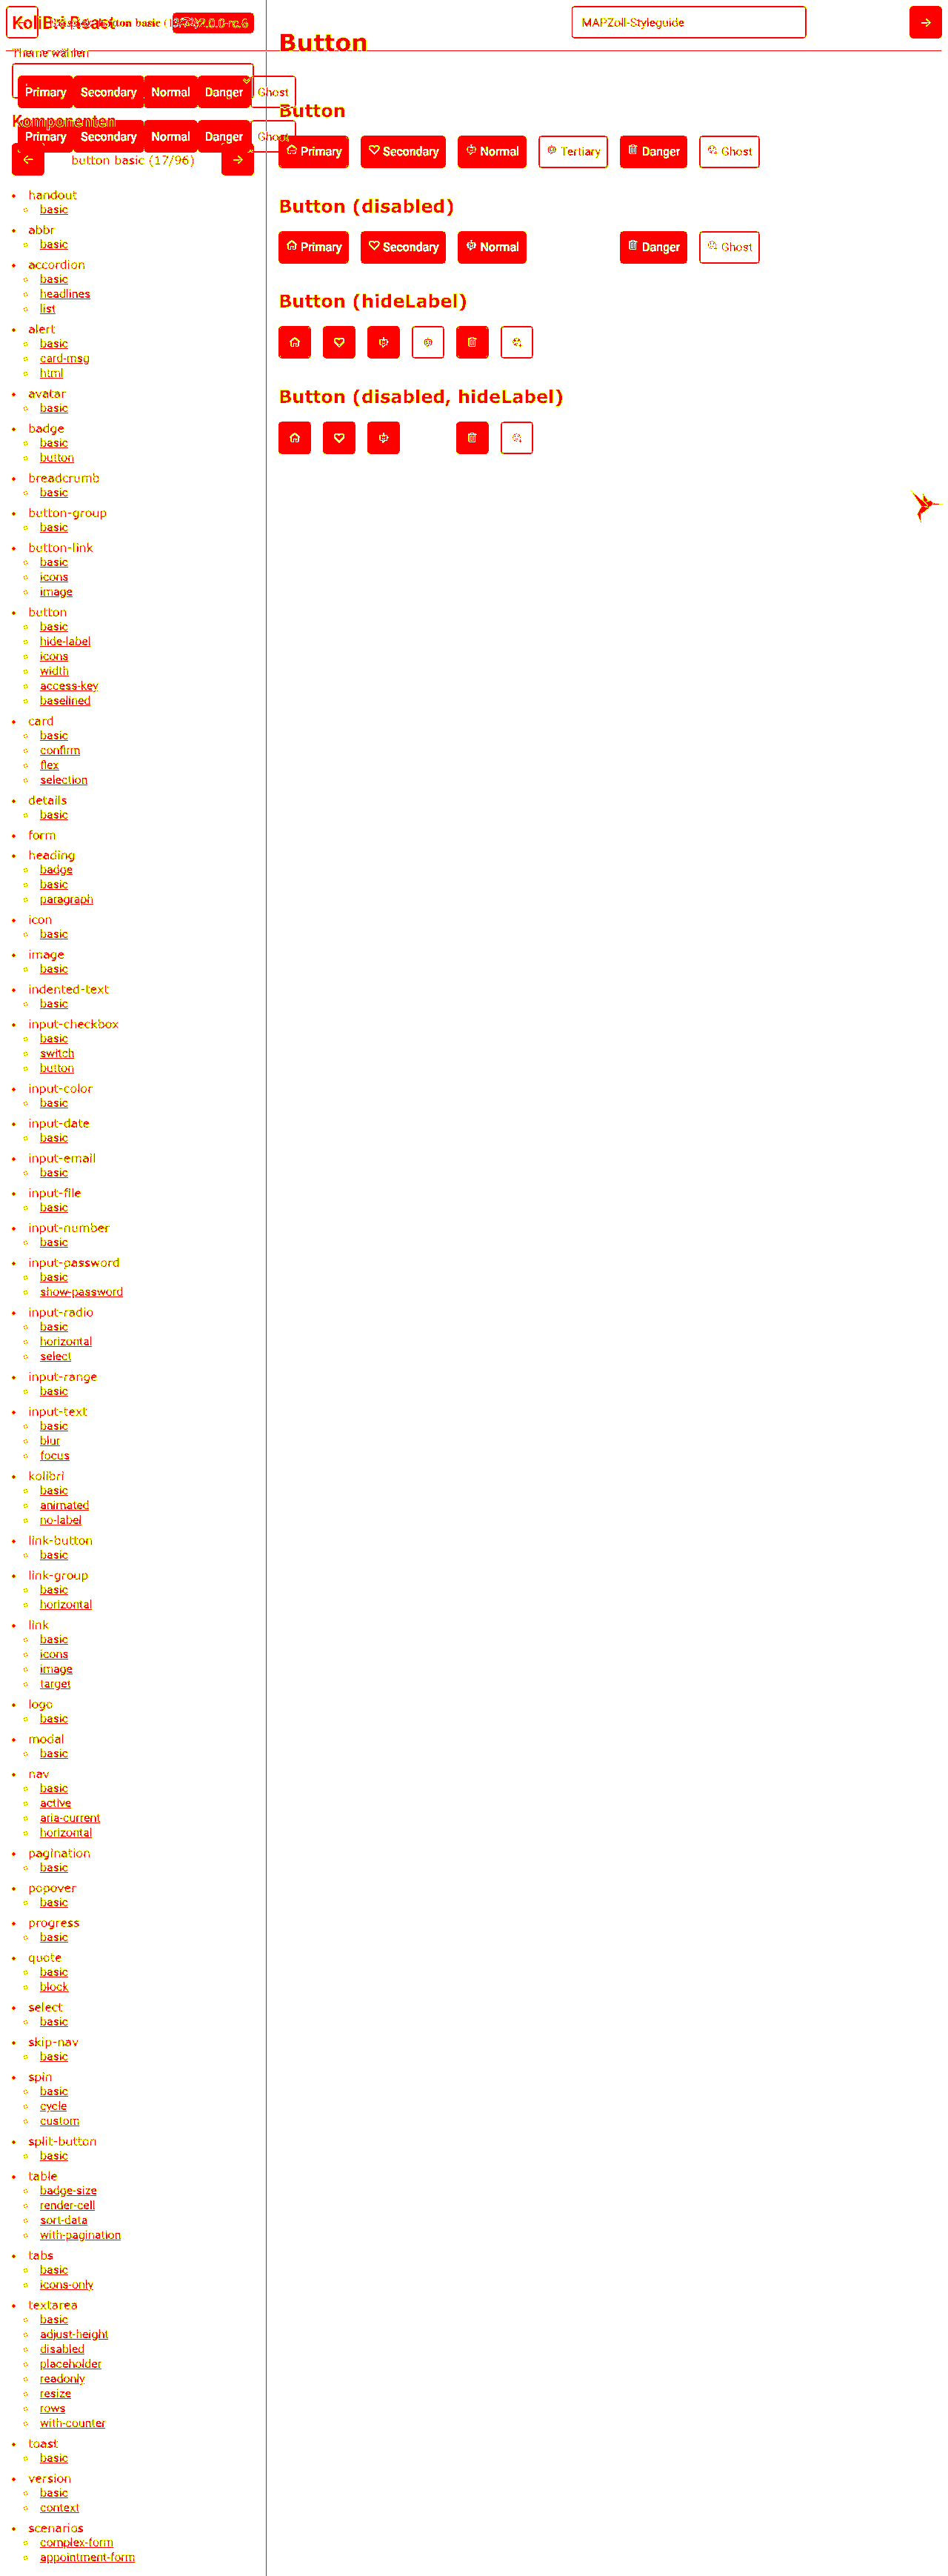 KoliBri React
button basic
2.0.0-rc.6
MAPZoll-Styleguide
Theme wählen
Primary Secondary Normal Danger Ghost
Komponenten
Primary Secondary Normal Danger Ghost
button basic (17/96)
handout
basic
abbr
basic
accordion
basic
headlines
list
alert
basic
card-msg
html
avatar
basic
badge
basic
button
breadcrumb
basic
button-group
basic
button-link
basic
icons
image
button
basic
hide-label
icons
width
access-key
baselined
card
basic
confirm
flex
selection
details
basic
form
heading
badge
basic
paragraph
icon
basic
image
basic
indented-text
basic
input-checkbox
basic
switch
button
input-color
basic
input-date
basic
input-email
basic
input-file
basic
input-number
basic
input-password
basic
show-password
input-radio
basic
horizontal
select
input-range
basic
input-text
basic
blur
focus
kolibri
basic
animated
no-label
link-button
basic
link-group
basic
horizontal
link
basic
icons
image
target
logo
basic
modal
basic
nav
basic
active
aria-current
horizontal
pagination
basic
popover
basic
progress
basic
quote
basic
block
select
basic
skip-nav
basic
spin
basic
cycle
custom
split-button
basic
table
badge-size
render-cell
sort-data
with-pagination
tabs
basic
icons-only
textarea
basic
adjust-height
disabled
placeholder
readonly
resize
rows
with-counter
toast
basic
version
basic
context
scenarios
complex-form
appointment-form
Button
Button
Primary Secondary Normal Tertiary Danger Ghost
Button (disabled)
Primary Secondary Normal Danger Ghost
Button (hideLabel)
Button (disabled, hideLabel)